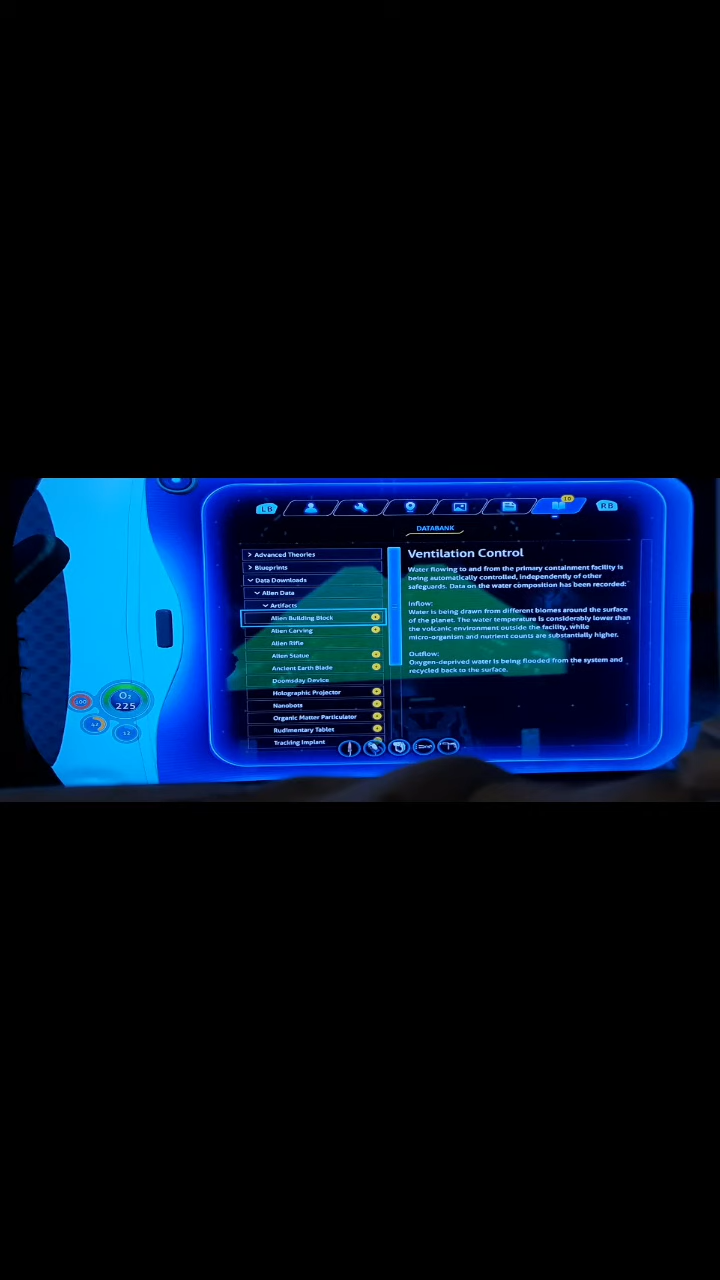 LB
10
RB
DATABANK
> Advanced Theories
> Blueprints
Data Downloads
Alien Data
Artifacts
Alien Building Block
Alien Carving
Alien Rifle
Alien Statue
Ancient Earth Blade
Doomsday Device
Holographic Projector
Nanobots
Organic Matter Particulator
Rudimentary Tablet
Tracking Implant
Ventilation Control
Water flowing to and from the primary containment facility is
being automatically controlled, independently of other
safeguards. Data on the water composition has been recorded:
Inflow:
Water is being drawn from different biomes around the surface
of the planet. The water temperature is considerably lower than
the volcanic environment outside the facility, while
micro-organism and nutrient counts are substantially higher.
Outflow:
Oxygen-deprived water is being flooded from the system and
recycled back to the surface.
100
O₂
225